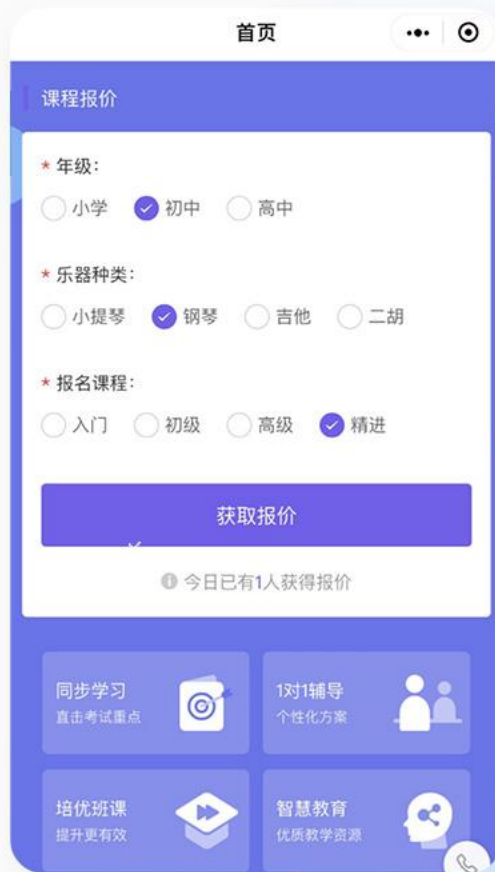 首页
课程报价
* 年级：
小学 初中 高中
* 乐器种类：
小提琴 钢琴 吉他 二胡
* 报名课程：
入门 初级 高级 精进
获取报价
今日已有1人获得报价
同步学习 1对1辅导
直击考试重点 个性化方案
培优班课 智慧教育
提升更有效 优质教学资源